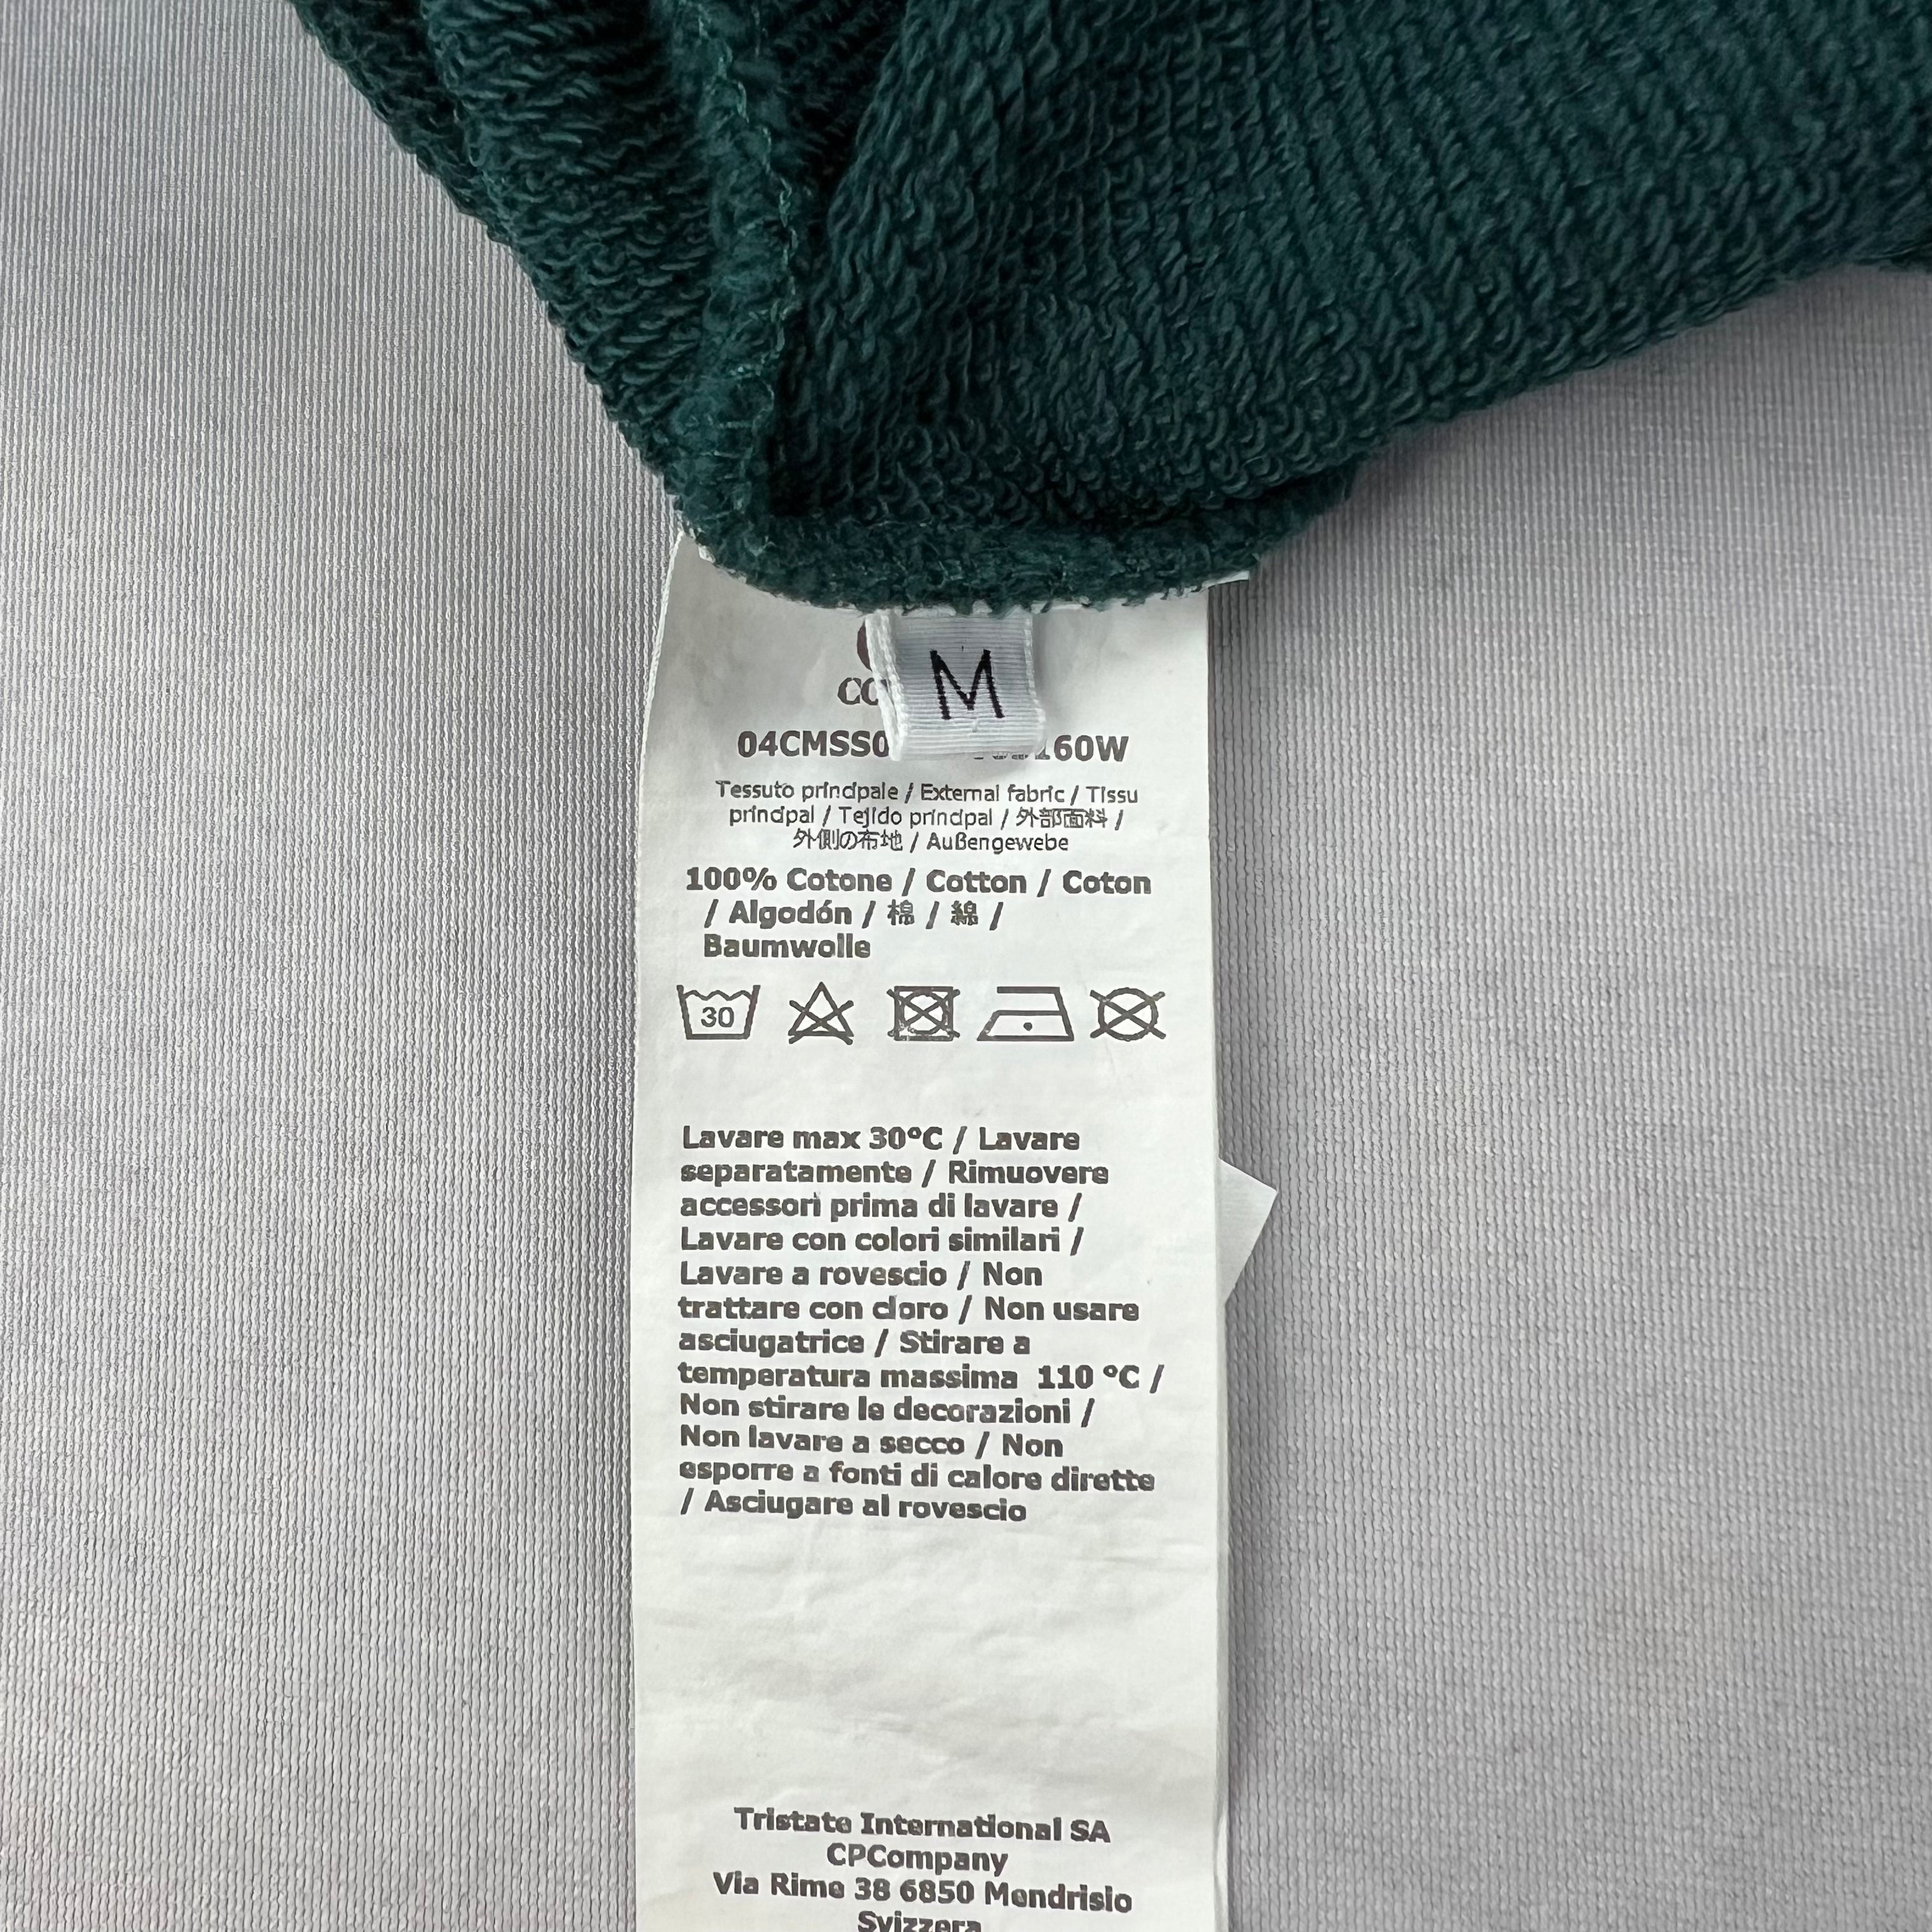 M
04CMSS0 160W
Tessuto principale / External fabric / Tissu
principal / Tejido principal / 外部面料 /
外側の布地 / Außengewebe
100% Cotone / Cotton / Coton
/ Algodón / 棉 / 綿 /
Baumwolle
30
Lavare max 30°C / Lavare
separatamente / Rimuovere
accessori prima di lavare /
Lavare con colori similari /
Lavare a rovescio / Non
trattare con cloro / Non usare
asciugatrice / Stirare a
temperatura massima 110 °C /
Non stirare le decorazioni /
Non lavare a secco / Non
esporre a fonti di calore dirette
/ Asciugare al rovescio
Tristate International SA
CPCompany
Via Rime 38 6850 Mendrisio
Svizzera